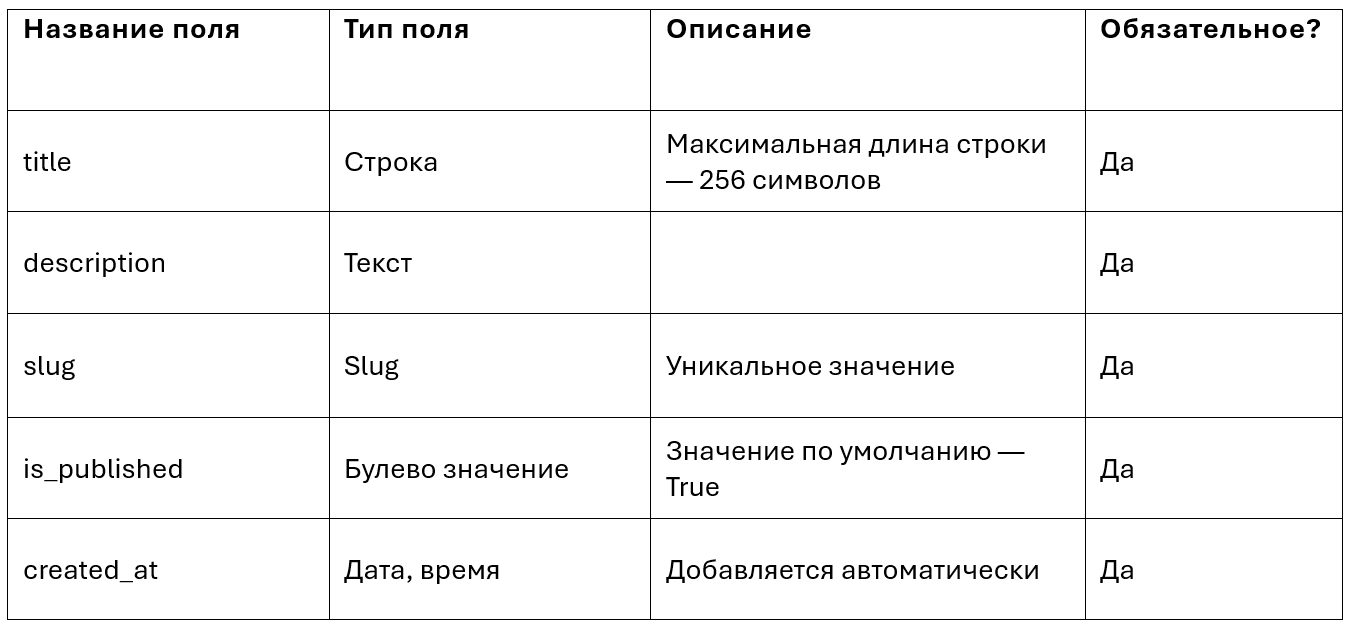 Название поля
Тип поля
Описание
Обязательное?
title
Строка
Максимальная длина строки
— 256 символов
Да
description
Текст
Да
slug
Slug
Уникальное значение
Да
is_published
Булево значение
Значение по умолчанию —
True
Да
created_at
Дата, время
Добавляется автоматически
Да